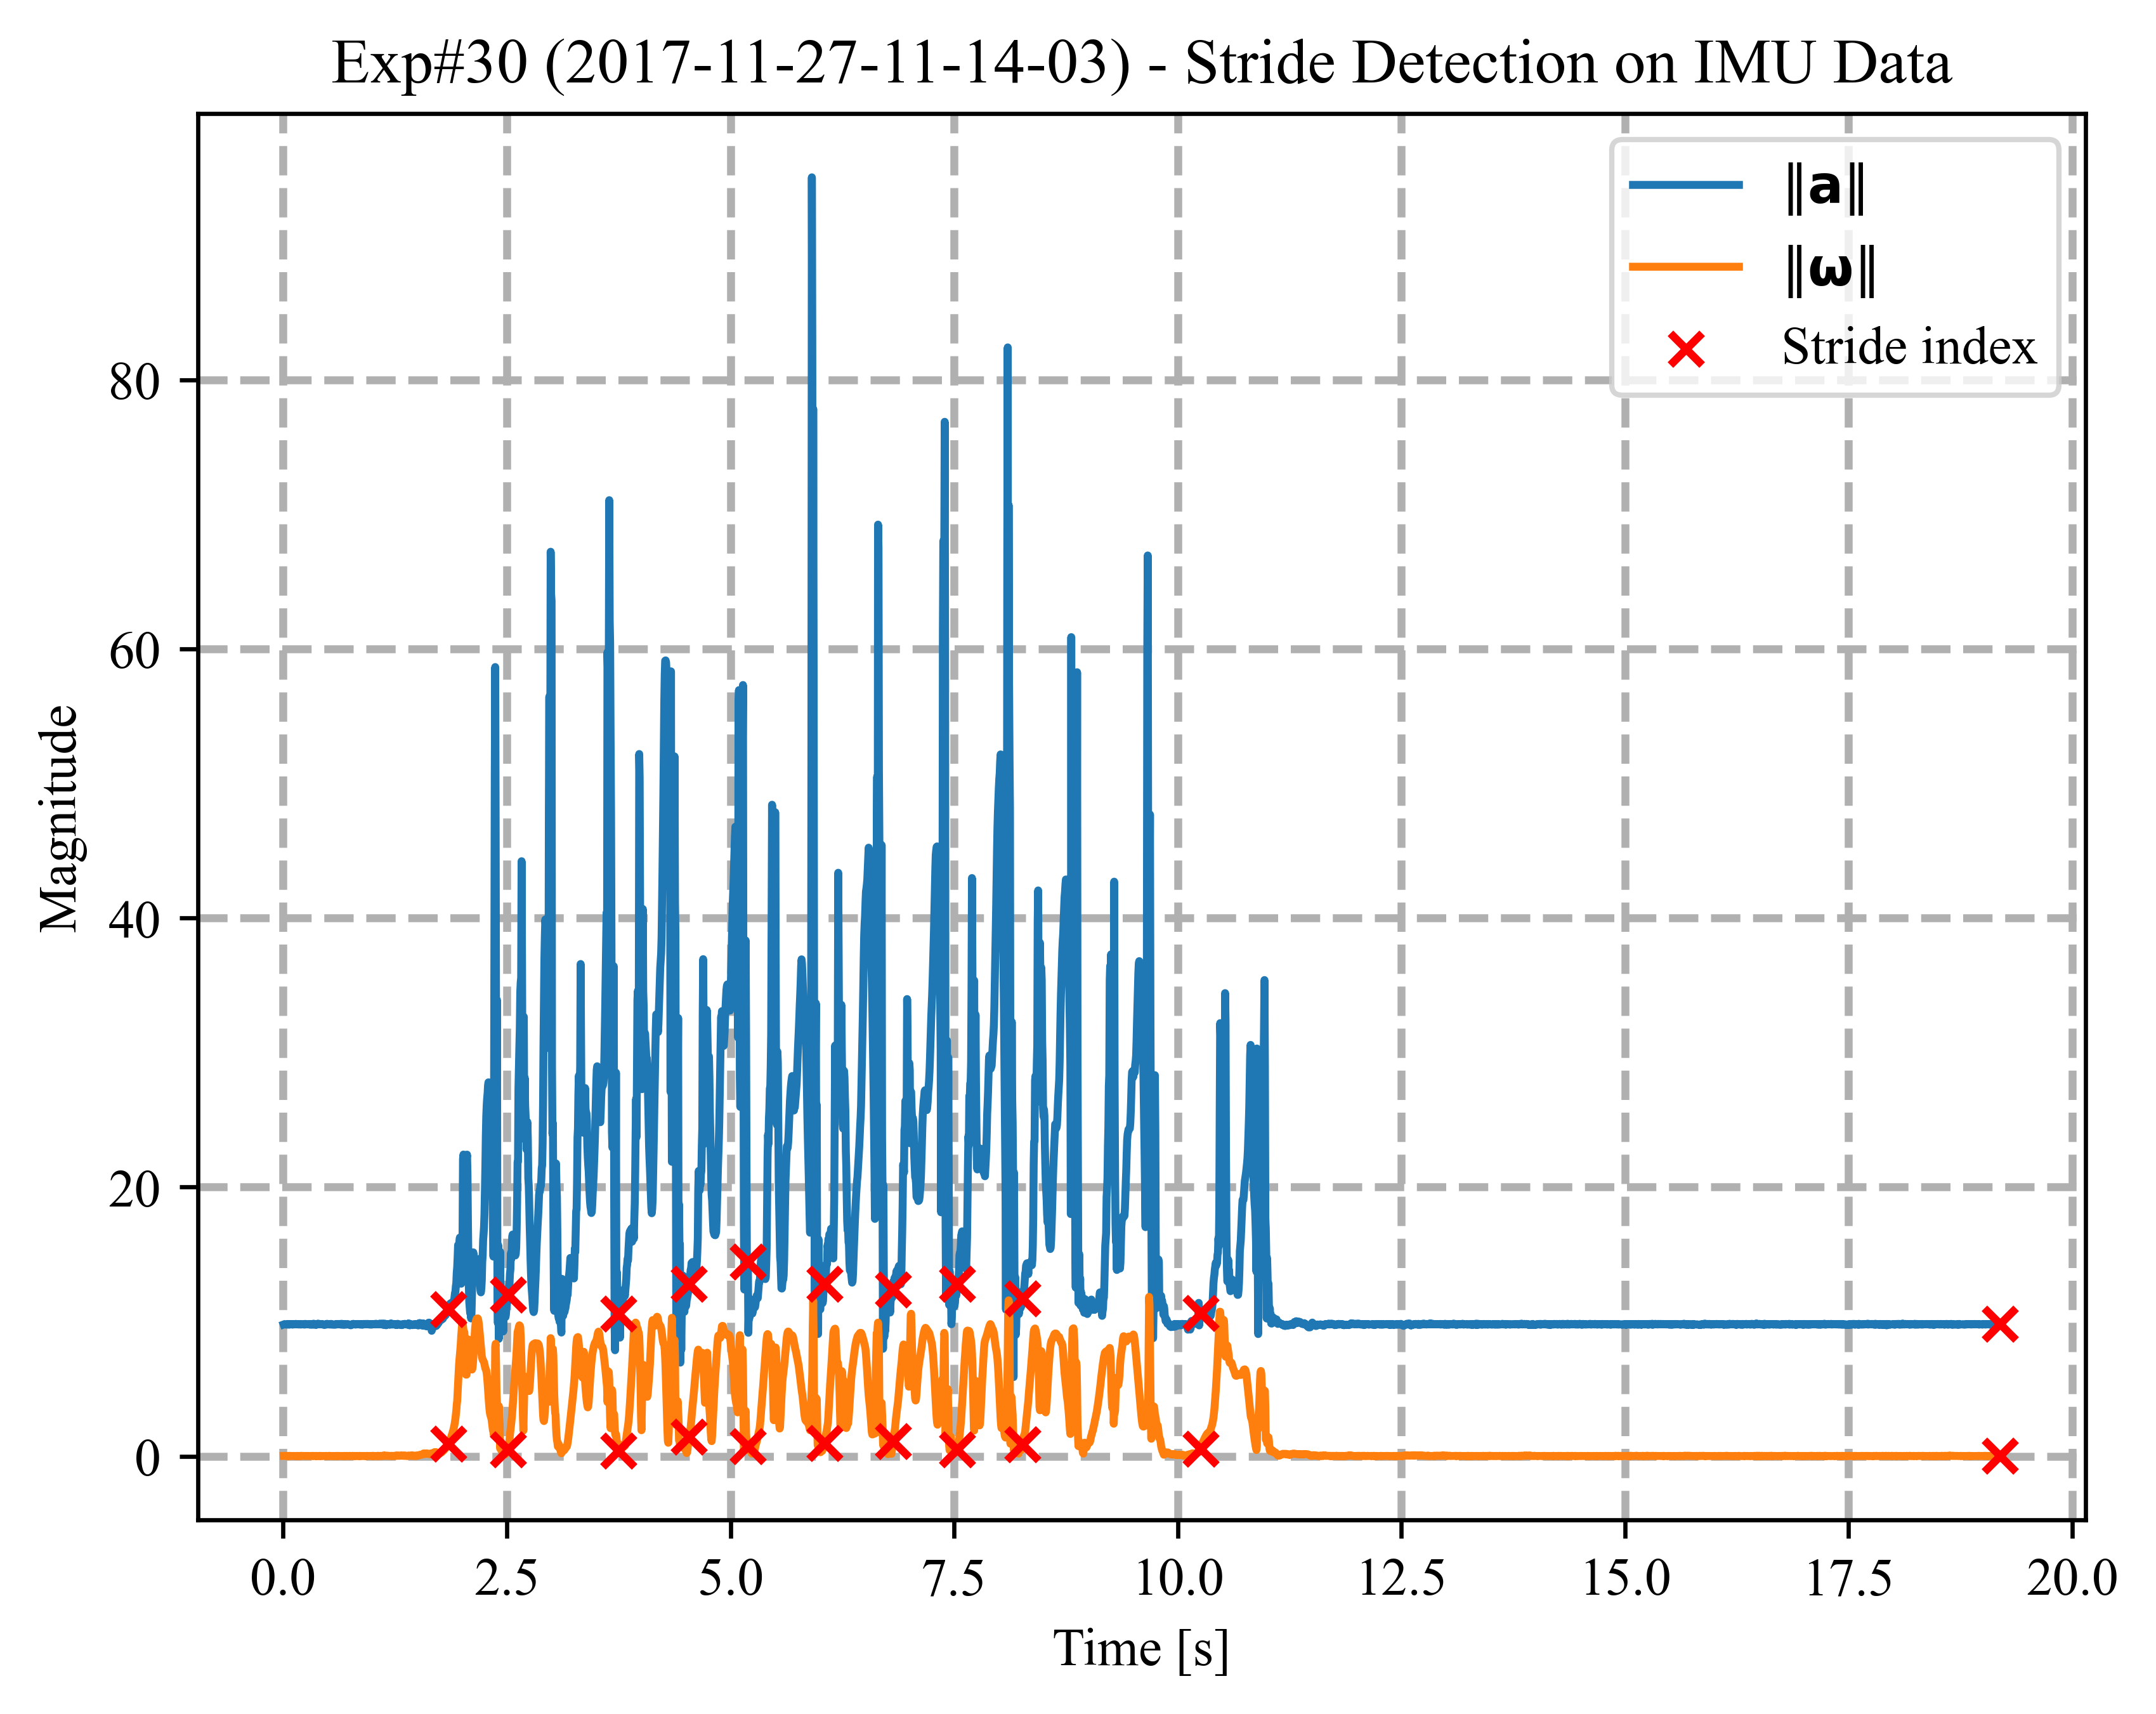 Exp#30 (2017-11-27-11-14-03) - Stride Detection on IMU Data
‖a‖
‖ω‖
Stride index
Magnitude
80
60
40
20
0
0.0 2.5 5.0 7.5 10.0 12.5 15.0 17.5 20.0
Time [s]